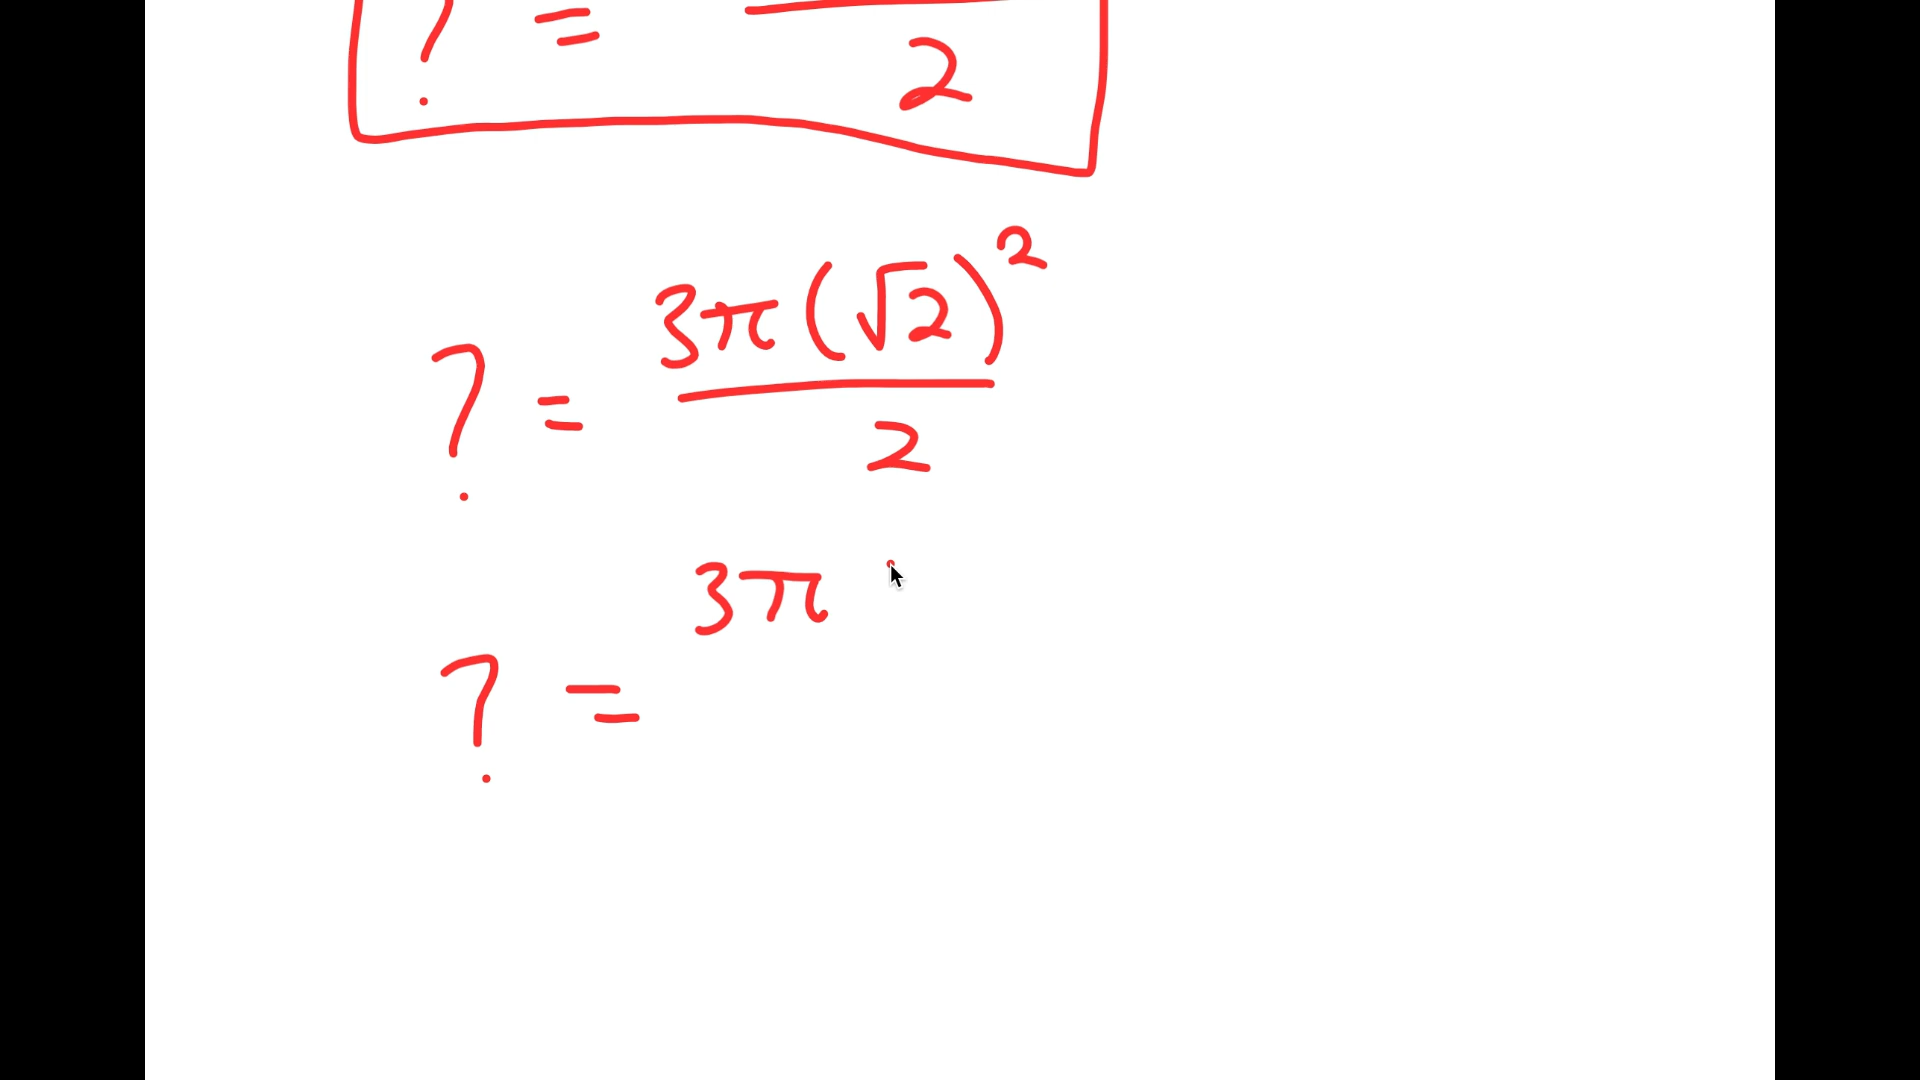 ? = ――― / 2
? = 3π(√2)² / 2
? = 3π